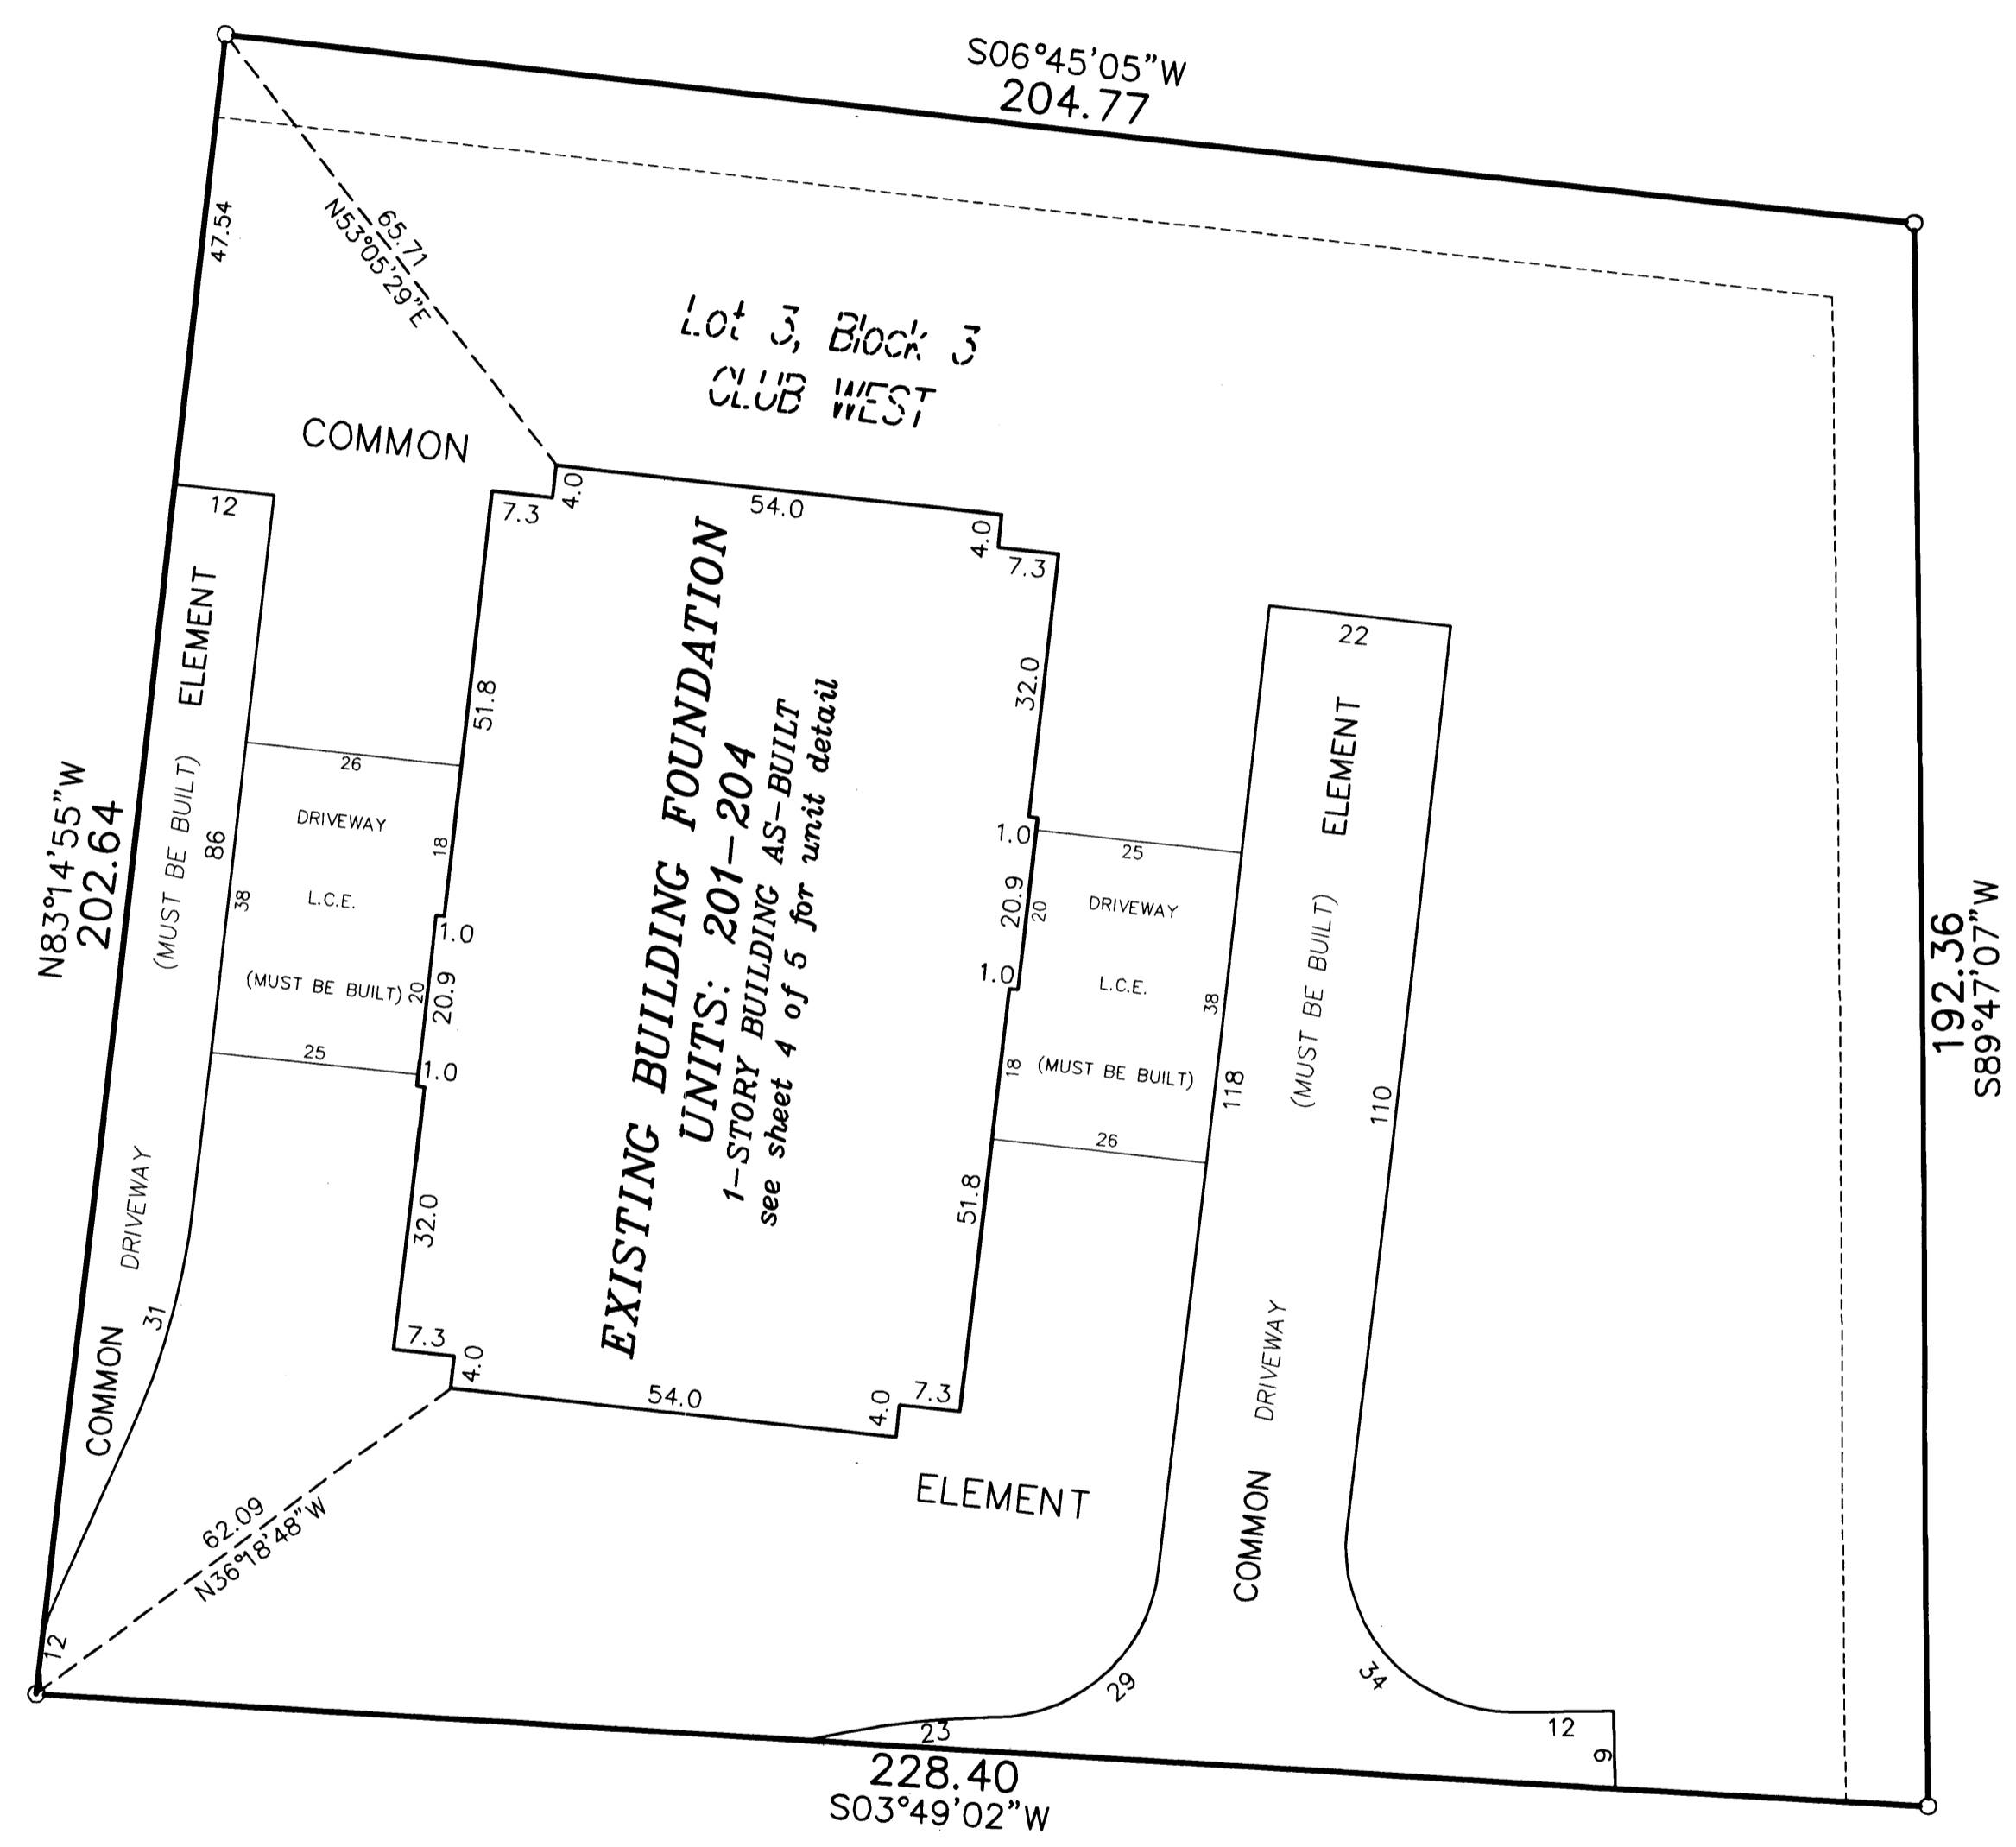 S06°45'05"W
204.77
47.54
65.71
N53°05'29"E
Lot 3, Block 3
CLUB WEST
COMMON
12
7.3
4.0
54.0
4.0
7.3
ELEMENT
51.8
32.0
22
ELEMENT
N83°14'55"W
202.64
(MUST BE BUILT)
86
38
26
DRIVEWAY
18
L.C.E.
1.0
(MUST BE BUILT)
20
20.9
25
1.0
EXISTING BUILDING FOUNDATION
UNITS: 201-204
1-STORY BUILDING AS-BUILT
see sheet 4 of 5 for unit detail
1.0
25
20.9
20
DRIVEWAY
1.0
L.C.E.
38
18
(MUST BE BUILT)
118
(MUST BE BUILT)
110
26
51.8
192.36
S89°47'07"W
DRIVEWAY
31
COMMON
32.0
7.3
4.0
54.0
4.0
7.3
DRIVEWAY
ELEMENT
COMMON
62.09
N36°18'48"W
12
29
34
23
12
9
228.40
S03°49'02"W